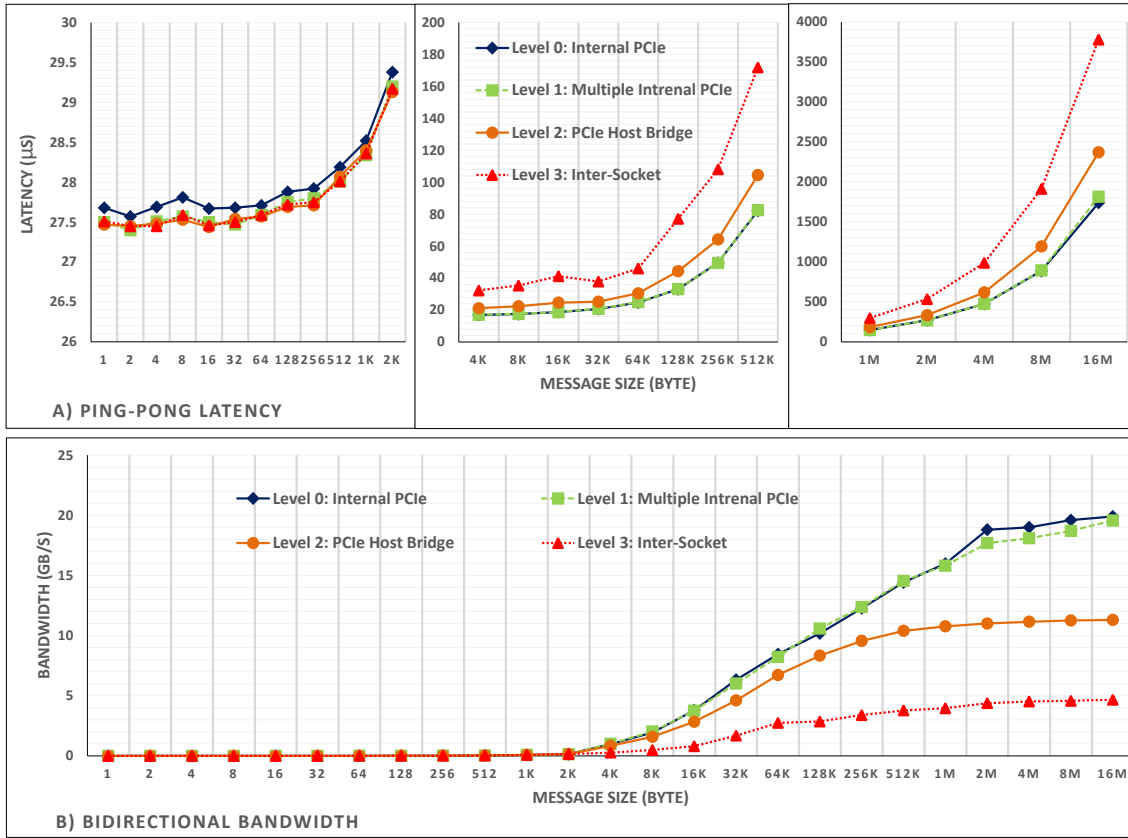 30
29.5
29
28.5
28
27.5
27
26.5
26
LATENCY (µS)
1 2 4 8 16 32 64 128 256 512 1K 2K
A) PING-PONG LATENCY
200
180
160
140
120
100
80
60
40
20
0
Level 0: Internal PCIe
Level 1: Multiple Intrenal PCIe
Level 2: PCIe Host Bridge
Level 3: Inter-Socket
4K 8K 16K 32K 64K 128K 256K 512K
MESSAGE SIZE (BYTE)
4000
3500
3000
2500
2000
1500
1000
500
0
1M 2M 4M 8M 16M
25
20
15
10
5
0
BANDWIDTH (GB/S)
Level 0: Internal PCIe
Level 1: Multiple Intrenal PCIe
Level 2: PCIe Host Bridge
Level 3: Inter-Socket
1 2 4 8 16 32 64 128 256 512 1K 2K 4K 8K 16K 32K 64K 128K 256K 512K 1M 2M 4M 8M 16M
MESSAGE SIZE (BYTE)
B) BIDIRECTIONAL BANDWIDTH